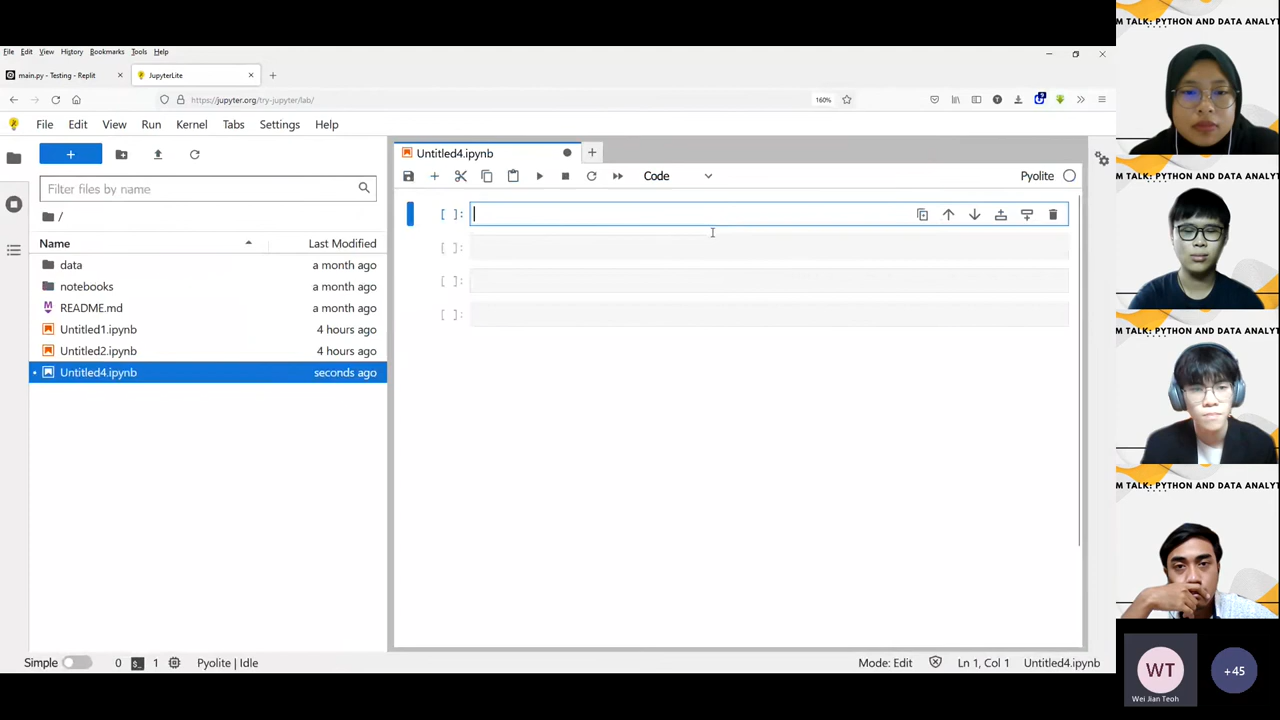 File Edit View History Bookmarks Tools Help
main.py - Testing - Replit
JupyterLite
https://jupyter.org/try-jupyter/lab/
160%
File Edit View Run Kernel Tabs Settings Help
Filter files by name
/
Name Last Modified
data a month ago
notebooks a month ago
README.md a month ago
Untitled1.ipynb 4 hours ago
Untitled2.ipynb 4 hours ago
Untitled4.ipynb seconds ago
Untitled4.ipynb
Code
Pyolite
[ ]:
[ ]:
[ ]:
[ ]:
Simple 0 1 Pyolite | Idle
Mode: Edit Ln 1, Col 1 Untitled4.ipynb
M TALK: PYTHON AND DATA ANALYT
M TALK: PYTHON AND DATA ANALYT
M TALK: PYTHON AND DATA ANALYT
M TALK: PYTHON AND DATA ANALYT
WT
Wei Jian Teoh
+45